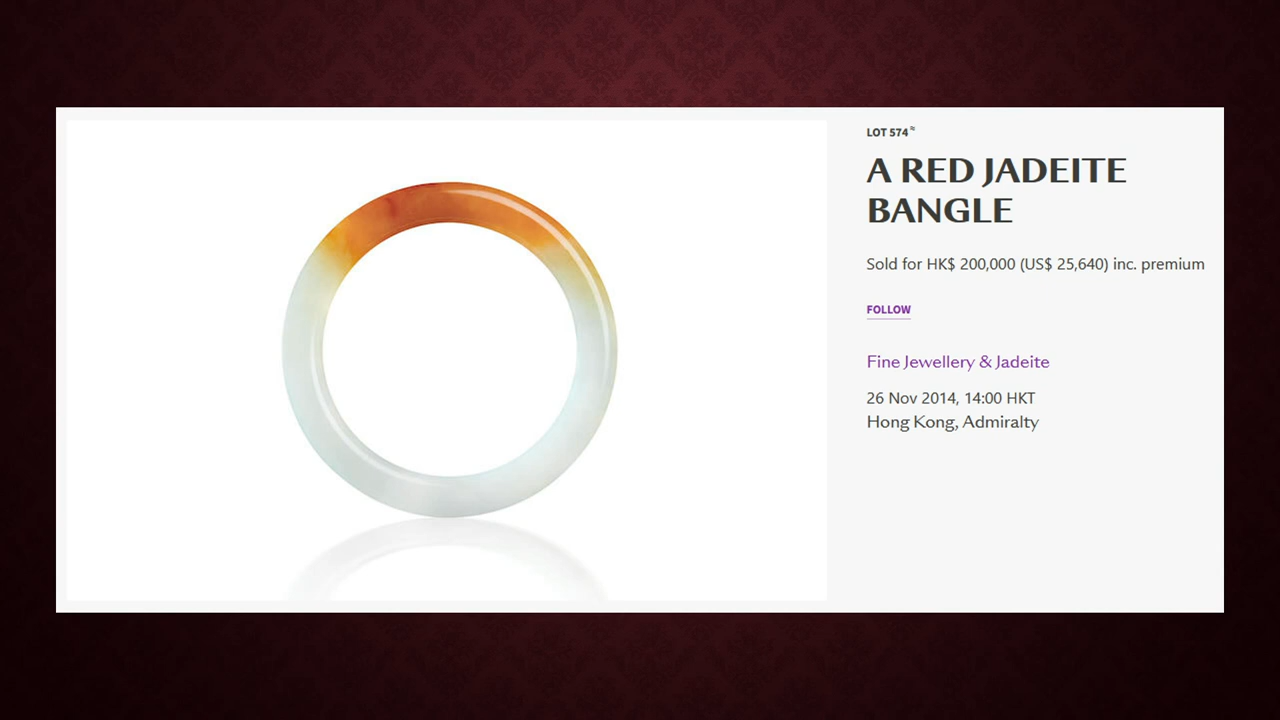 LOT 574≈
A RED JADEITE
BANGLE
Sold for HK$ 200,000 (US$ 25,640) inc. premium
FOLLOW
Fine Jewellery & Jadeite
26 Nov 2014, 14:00 HKT
Hong Kong, Admiralty